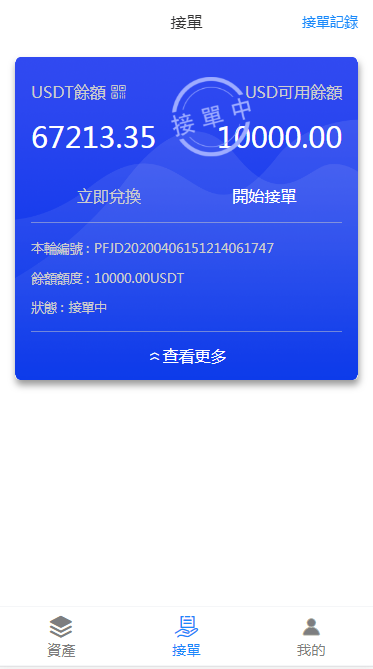 接單
接單記錄
USDT餘額
USD可用餘額
接單中
67213.35
10000.00
立即兌換
開始接單
本輪編號：PFJD20200406151214061747
餘額額度：10000.00USDT
狀態：接單中
查看更多
資產
接單
我的